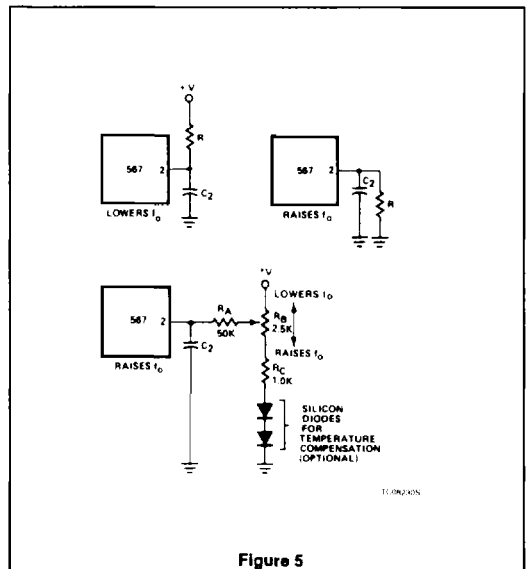 +V
R
567 2
C2
LOWERS fo
567 2
C2
R
RAISES fo
+V
LOWERS fo
RA
50K
RB
2.5K
RAISES fo
567 2
C2
RAISES fo
RC
1.0K
SILICON
DIODES
FOR
TEMPERATURE
COMPENSATION
(OPTIONAL)
Figure 5